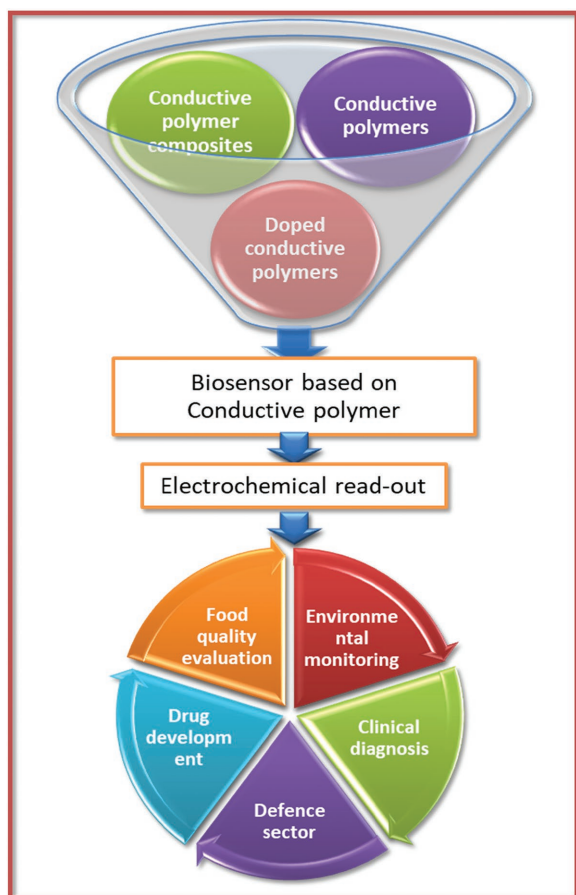 Conductive
polymer
composites
Conductive
polymers
Doped
conductive
polymers
Biosensor based on
Conductive polymer
Electrochemical read-out
Food
quality
evaluation
Environme
ntal
monitoring
Drug
developm
ent
Clinical
diagnosis
Defence
sector